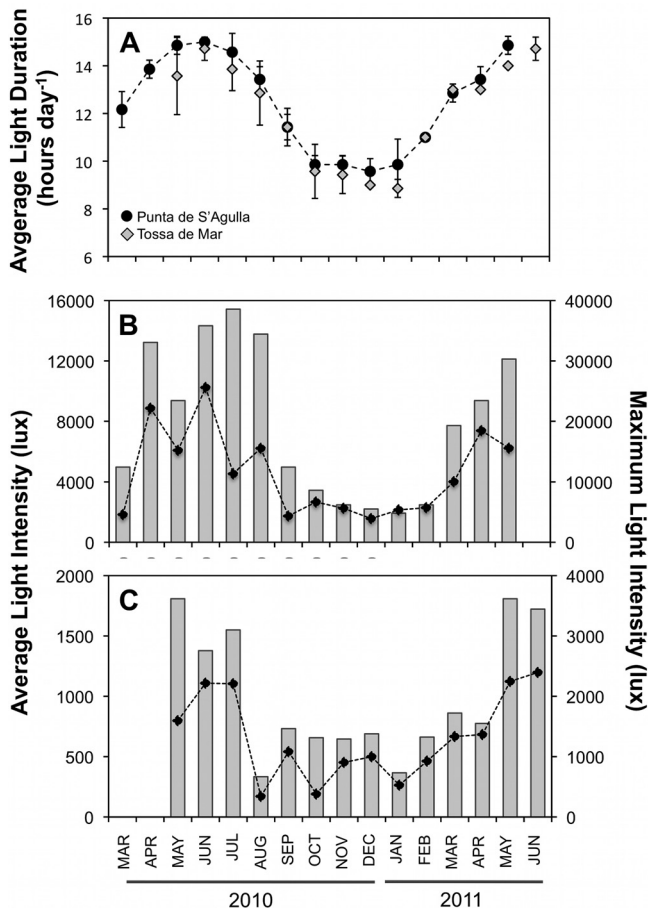 A
Avgerage Light Duration
(hours day-1)
16
14
12
10
8
6
Punta de S'Agulla
Tossa de Mar
B
Average Light Intensity (lux)
Maximum Light Intensity (lux)
16000
12000
8000
4000
0
40000
30000
20000
10000
0
C
2000
1500
1000
500
0
4000
3000
2000
1000
0
MAR APR MAY JUN JUL AUG SEP OCT NOV DEC JAN FEB MAR APR MAY JUN
2010 2011